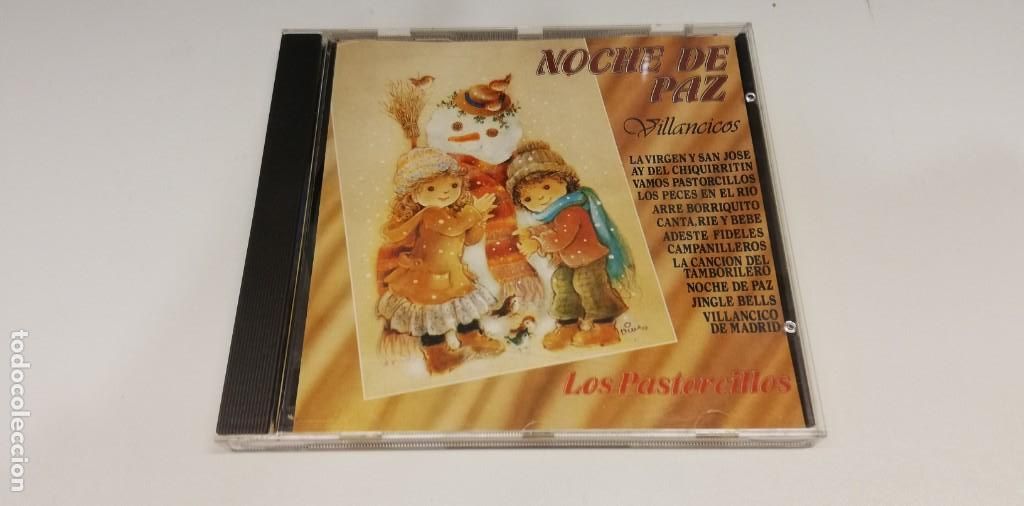 NOCHE DE
PAZ
Villancicos
LA VIRGEN Y SAN JOSE
AY DEL CHIQUIRRITIN
VAMOS PASTORCILLOS
LOS PECES EN EL RIO
ARRE BORRIQUITO
CANTA, RIE Y BEBE
ADESTE FIDELES
CAMPANILLEROS
LA CANCION DEL
TAMBORILERO
NOCHE DE PAZ
JINGLE BELLS
VILLANCICO
DE MADRID
Los Pastorcillos
todocoleccion.net